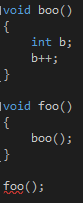 void boo()
{
    int b;
    b++;
}

void foo()
{
    boo();
}

foo();